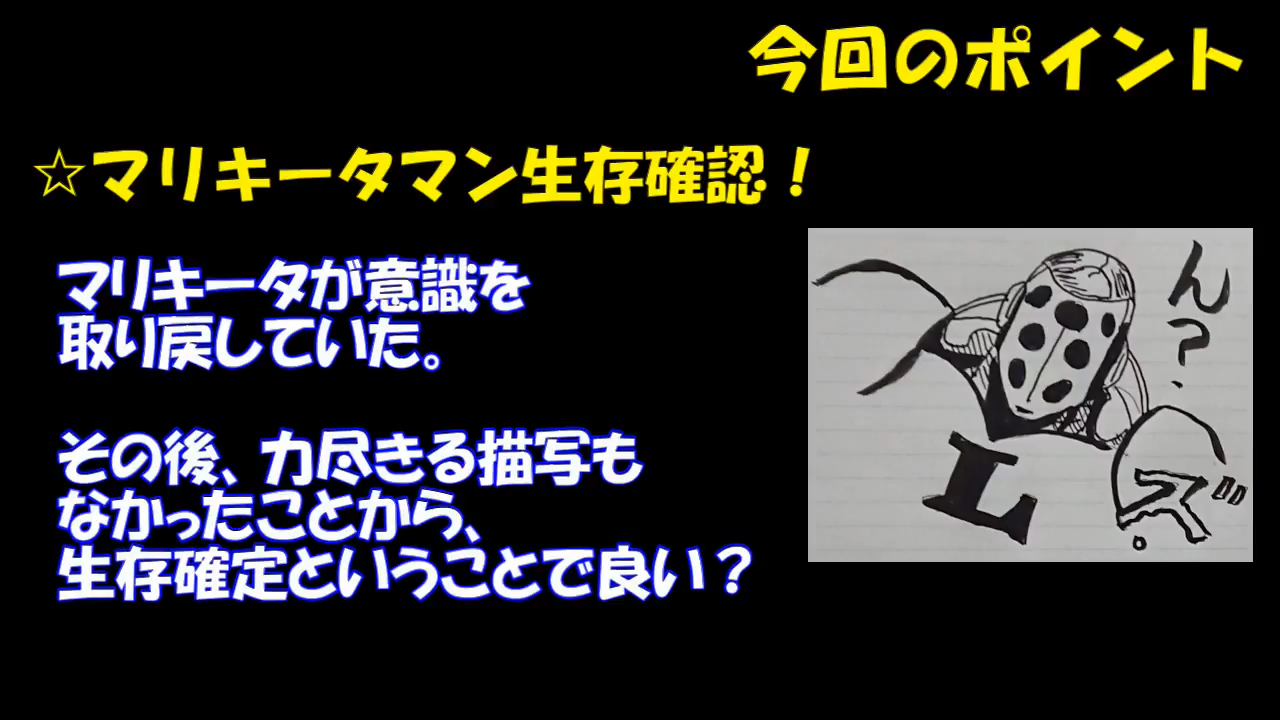 今回のポイント
☆マリキータマン生存確認！
マリキータが意識を
取り戻していた。
その後、力尽きる描写も
なかったことから、
生存確定ということで良い？
ん？
L
ズ